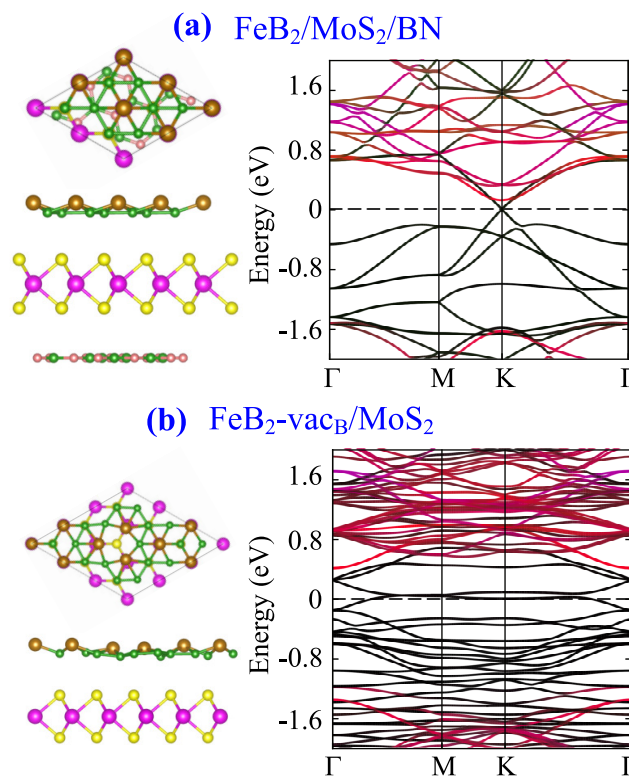 (a) FeB₂/MoS₂/BN
Energy (eV)
1.6
0.8
0
-0.8
-1.6
Γ M K Γ
(b) FeB₂-vac_B/MoS₂
Energy (eV)
1.6
0.8
0
-0.8
-1.6
Γ M K Γ